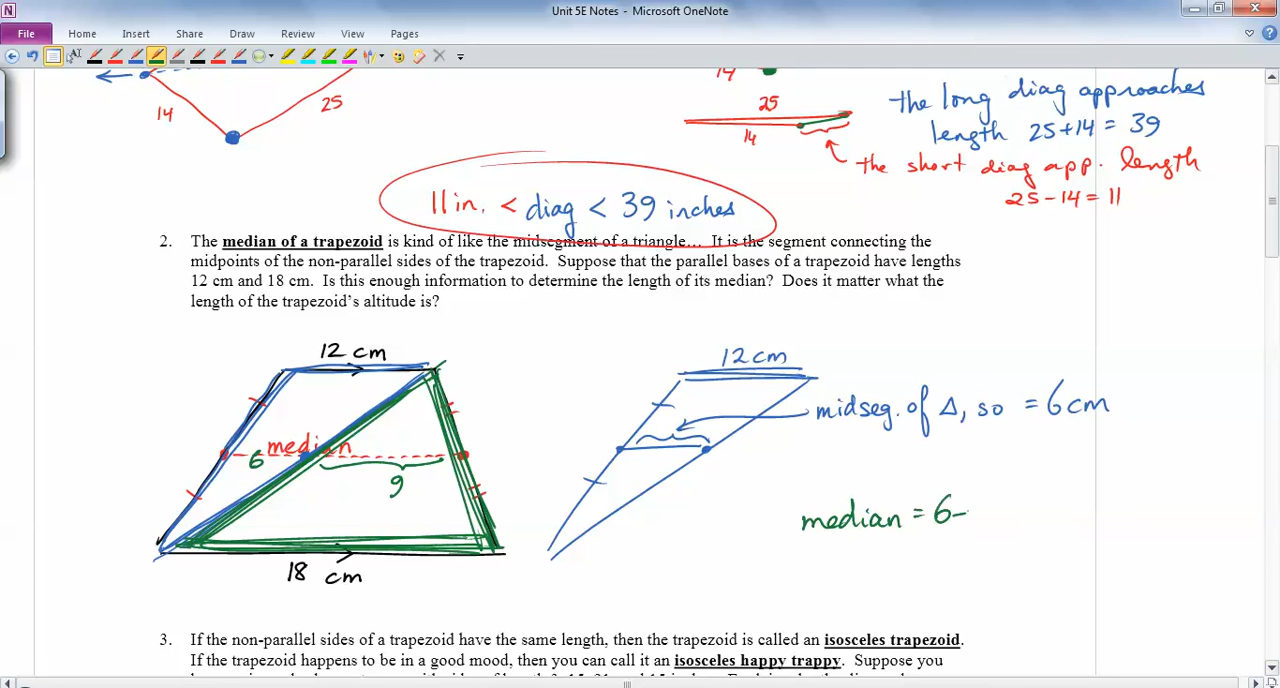 Unit 5E Notes - Microsoft OneNote
File Home Insert Share Draw Review View Pages
14
25
14
25
14
the long diag approaches
length 25+14 = 39
the short diag app. length
25-14 = 11
11 in. < diag < 39 inches
2. The median of a trapezoid is kind of like the midsegment of a triangle… It is the segment connecting the
midpoints of the non-parallel sides of the trapezoid. Suppose that the parallel bases of a trapezoid have lengths
12 cm and 18 cm. Is this enough information to determine the length of its median? Does it matter what the
length of the trapezoid's altitude is?
12 cm
median
6
9
18 cm
12 cm
midseg. of Δ, so = 6 cm
median = 6-
3. If the non-parallel sides of a trapezoid have the same length, then the trapezoid is called an isosceles trapezoid.
If the trapezoid happens to be in a good mood, then you can call it an isosceles happy trappy. Suppose you